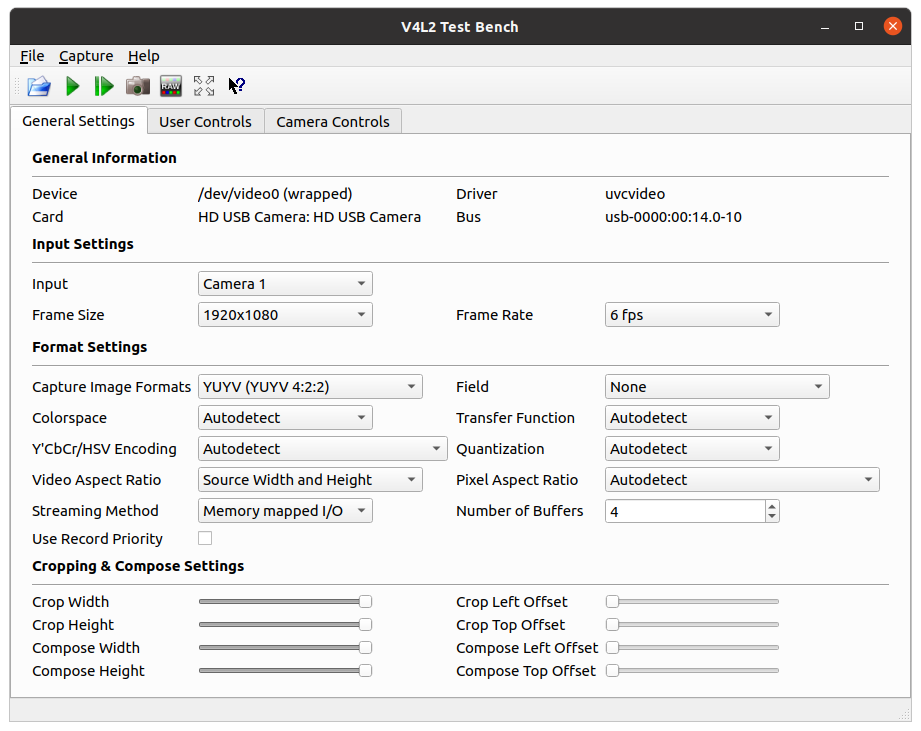 V4L2 Test Bench
File Capture Help
RAW ?
General Settings User Controls Camera Controls
General Information
Device /dev/video0 (wrapped) Driver uvcvideo
Card HD USB Camera: HD USB Camera Bus usb-0000:00:14.0-10
Input Settings
Input Camera 1
Frame Size 1920x1080 Frame Rate 6 fps
Format Settings
Capture Image Formats YUYV (YUYV 4:2:2) Field None
Colorspace Autodetect Transfer Function Autodetect
Y'CbCr/HSV Encoding Autodetect Quantization Autodetect
Video Aspect Ratio Source Width and Height Pixel Aspect Ratio Autodetect
Streaming Method Memory mapped I/O Number of Buffers 4
Use Record Priority
Cropping & Compose Settings
Crop Width Crop Left Offset
Crop Height Crop Top Offset
Compose Width Compose Left Offset
Compose Height Compose Top Offset